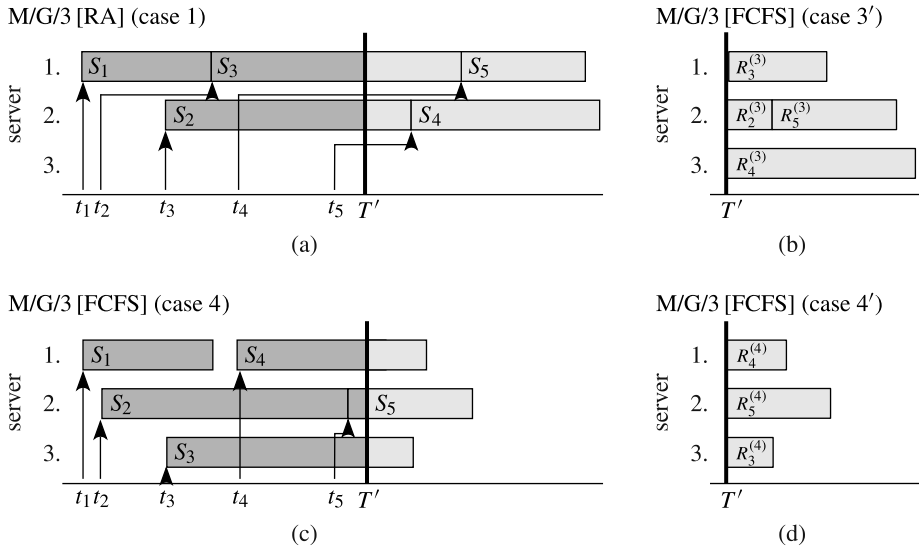 M/G/3 [RA] (case 1)
server
1.
2.
3.
S₁
S₃
S₅
S₂
S₄
t₁ t₂ t₃ t₄ t₅ T′
(a)
M/G/3 [FCFS] (case 3′)
server
1.
2.
3.
R₃⁽³⁾
R₂⁽³⁾ R₅⁽³⁾
R₄⁽³⁾
T′
(b)
M/G/3 [FCFS] (case 4)
server
1.
2.
3.
S₁
S₄
S₂
S₅
S₃
t₁ t₂ t₃ t₄ t₅ T′
(c)
M/G/3 [FCFS] (case 4′)
server
1.
2.
3.
R₄⁽⁴⁾
R₅⁽⁴⁾
R₃⁽⁴⁾
T′
(d)